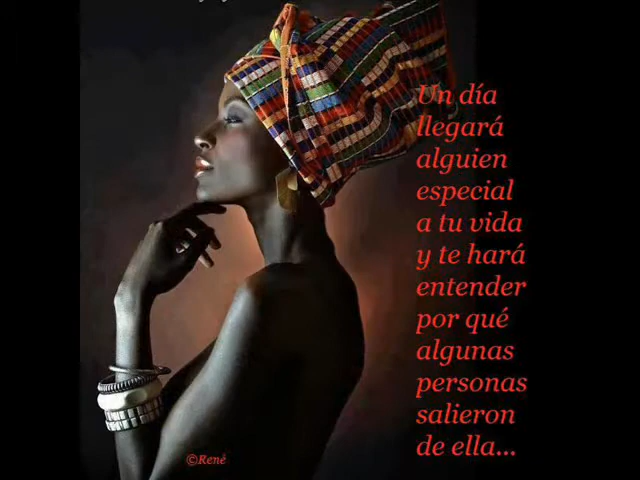 Un día
llegará
alguien
especial
a tu vida
y te hará
entender
por qué
algunas
personas
salieron
de ella...
©René